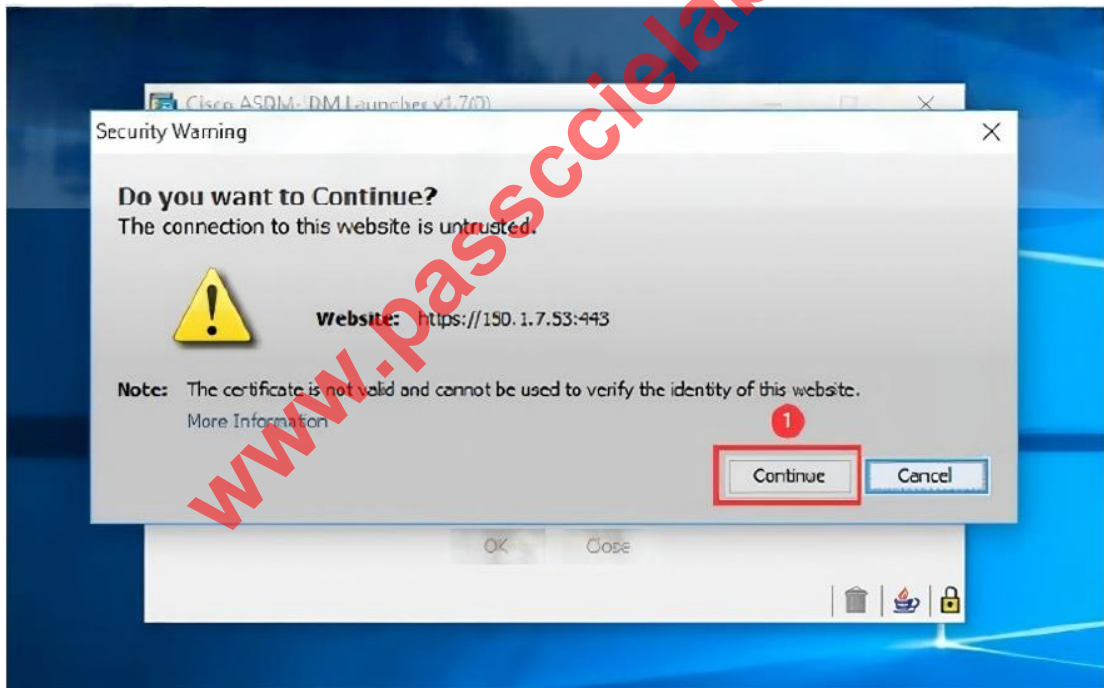 www.passccielab
Cisco ASDM-IDM Launcher v1.7(0)
Security Warning
Do you want to Continue?
The connection to this website is untrusted.
Website: https://150.1.7.53:443
Note: The certificate is not valid and cannot be used to verify the identity of this website.
More Information
1
Continue Cancel
OK Close